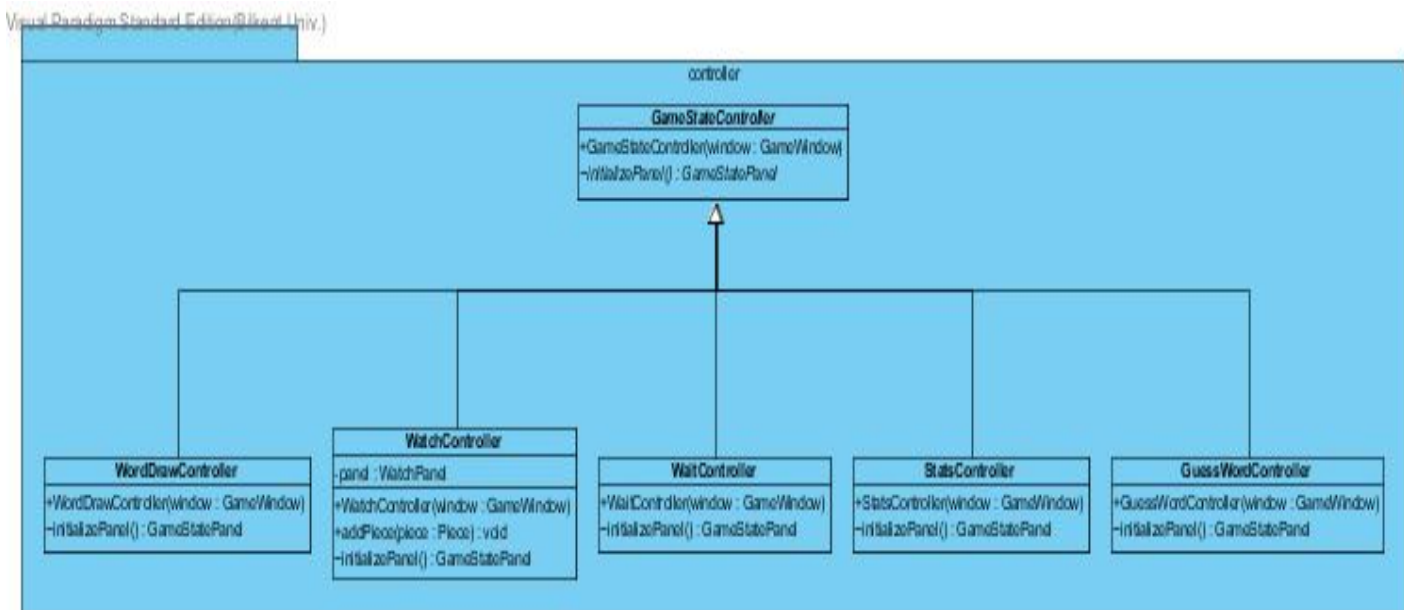 Visual Paradigm Standard Edition(Bilkent Univ.)
controller
GameStateController
+GameStateController(window : GameWindow)
~initializePanel() : GameStatePanel
WordDrawController
+WordDrawController(window : GameWindow)
~initializePanel() : GameStatePanel
WatchController
-panel : WatchPanel
+WatchController(window : GameWindow)
+addPiece(piece : Piece) : void
~initializePanel() : GameStatePanel
WaitController
+WaitController(window : GameWindow)
~initializePanel() : GameStatePanel
StatsController
+StatsController(window : GameWindow)
~initializePanel() : GameStatePanel
GuessWordController
+GuessWordController(window : GameWindow)
~initializePanel() : GameStatePanel